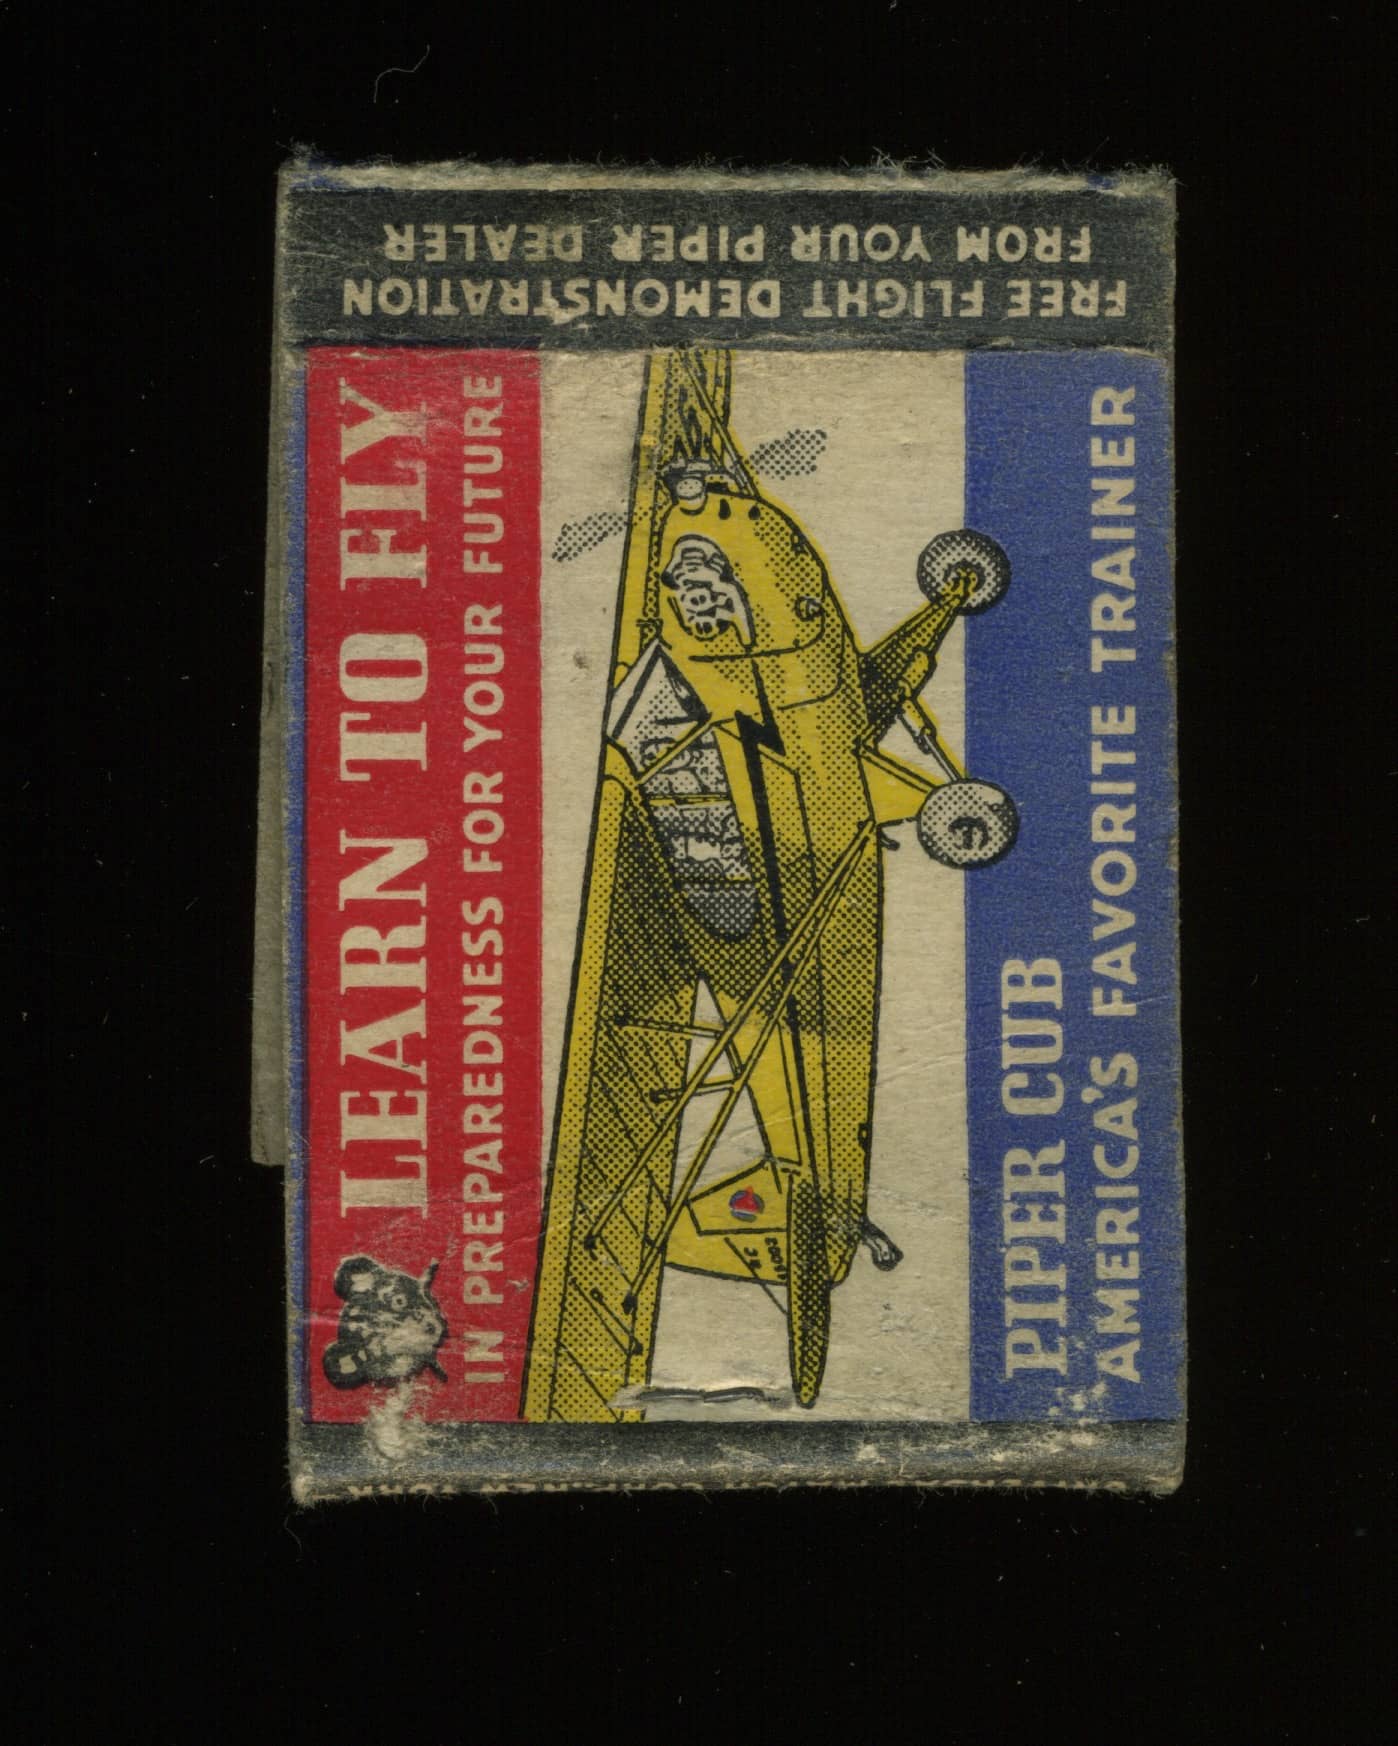 FREE FLIGHT DEMONSTRATION
FROM YOUR PIPER DEALER
LEARN TO FLY
IN PREPAREDNESS FOR YOUR FUTURE
PIPER CUB
AMERICA'S FAVORITE TRAINER